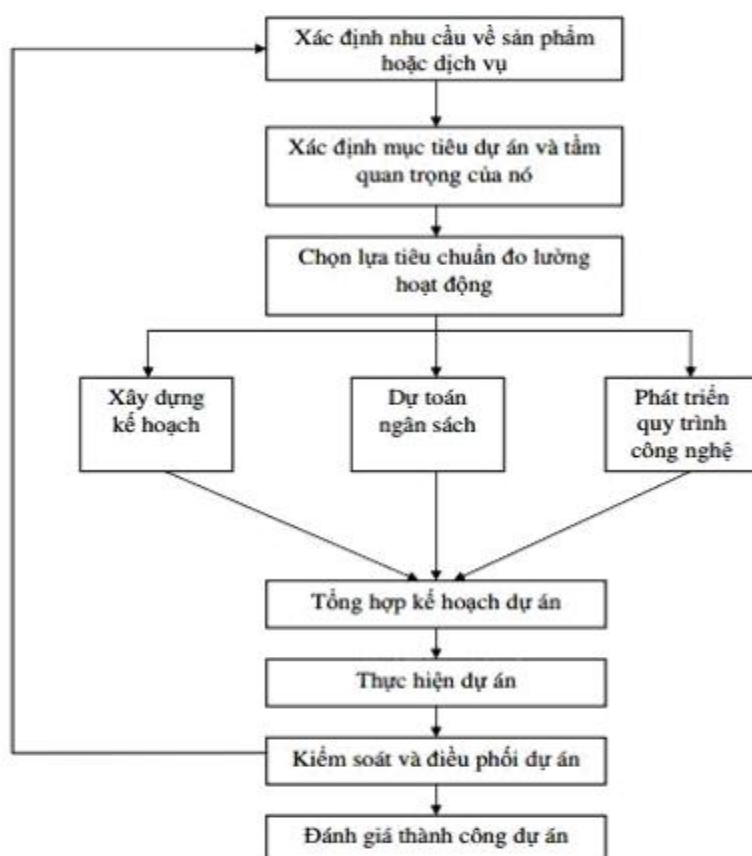 Xác định nhu cầu về sản phẩm
hoặc dịch vụ
Xác định mục tiêu dự án và tầm
quan trọng của nó
Chọn lựa tiêu chuẩn đo lường
hoạt động
Xây dựng
kế hoạch
Dự toán
ngân sách
Phát triển
quy trình
công nghệ
Tổng hợp kế hoạch dự án
Thực hiện dự án
Kiểm soát và điều phối dự án
Đánh giá thành công dự án